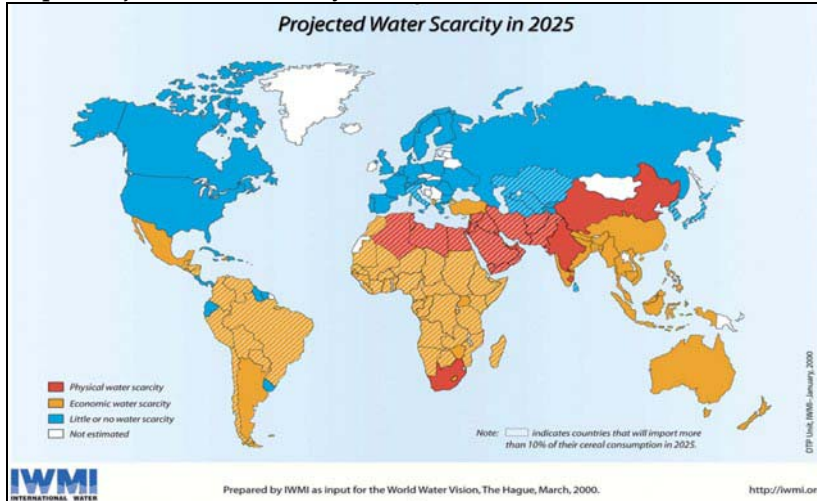 Projected Water Scarcity in 2025
Physical water scarcity
Economic water scarcity
Little or no water scarcity
Not estimated
Note: indicates countries that will import more
than 10% of their cereal consumption in 2025.
DTP Unit, IWMI- January, 2000
IWMI
INTERNATIONAL WATER
Prepared by IWMI as input for the World Water Vision, The Hague, March, 2000.
http://iwmi.or